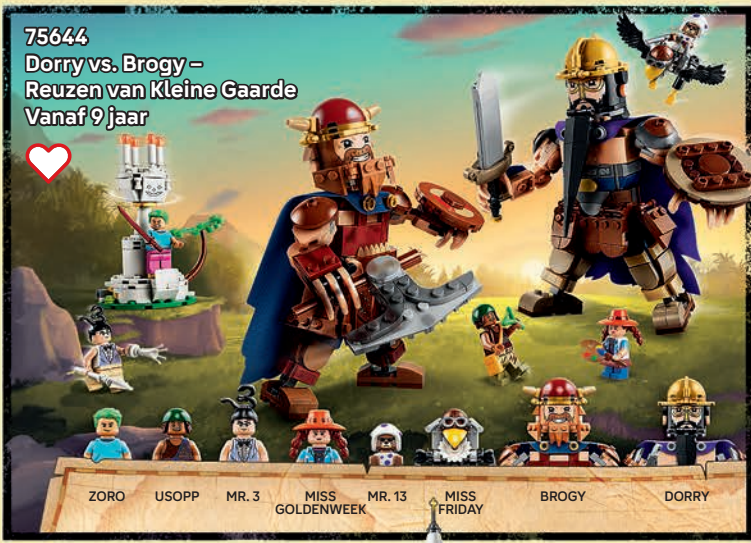 75644
Dorry vs. Brogy –
Reuzen van Kleine Gaarde
Vanaf 9 jaar
ZORO USOPP MR. 3 MISS GOLDENWEEK MR. 13 MISS FRIDAY BROGY DORRY